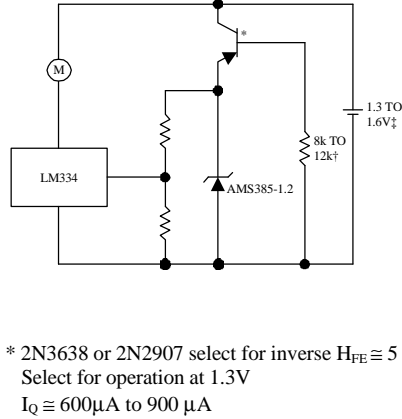 *
M
1.3 TO
1.6V‡
8k TO
12k†
LM334
AMS385-1.2
* 2N3638 or 2N2907 select for inverse HFE ≅ 5
Select for operation at 1.3V
IQ ≅ 600μA to 900 μA